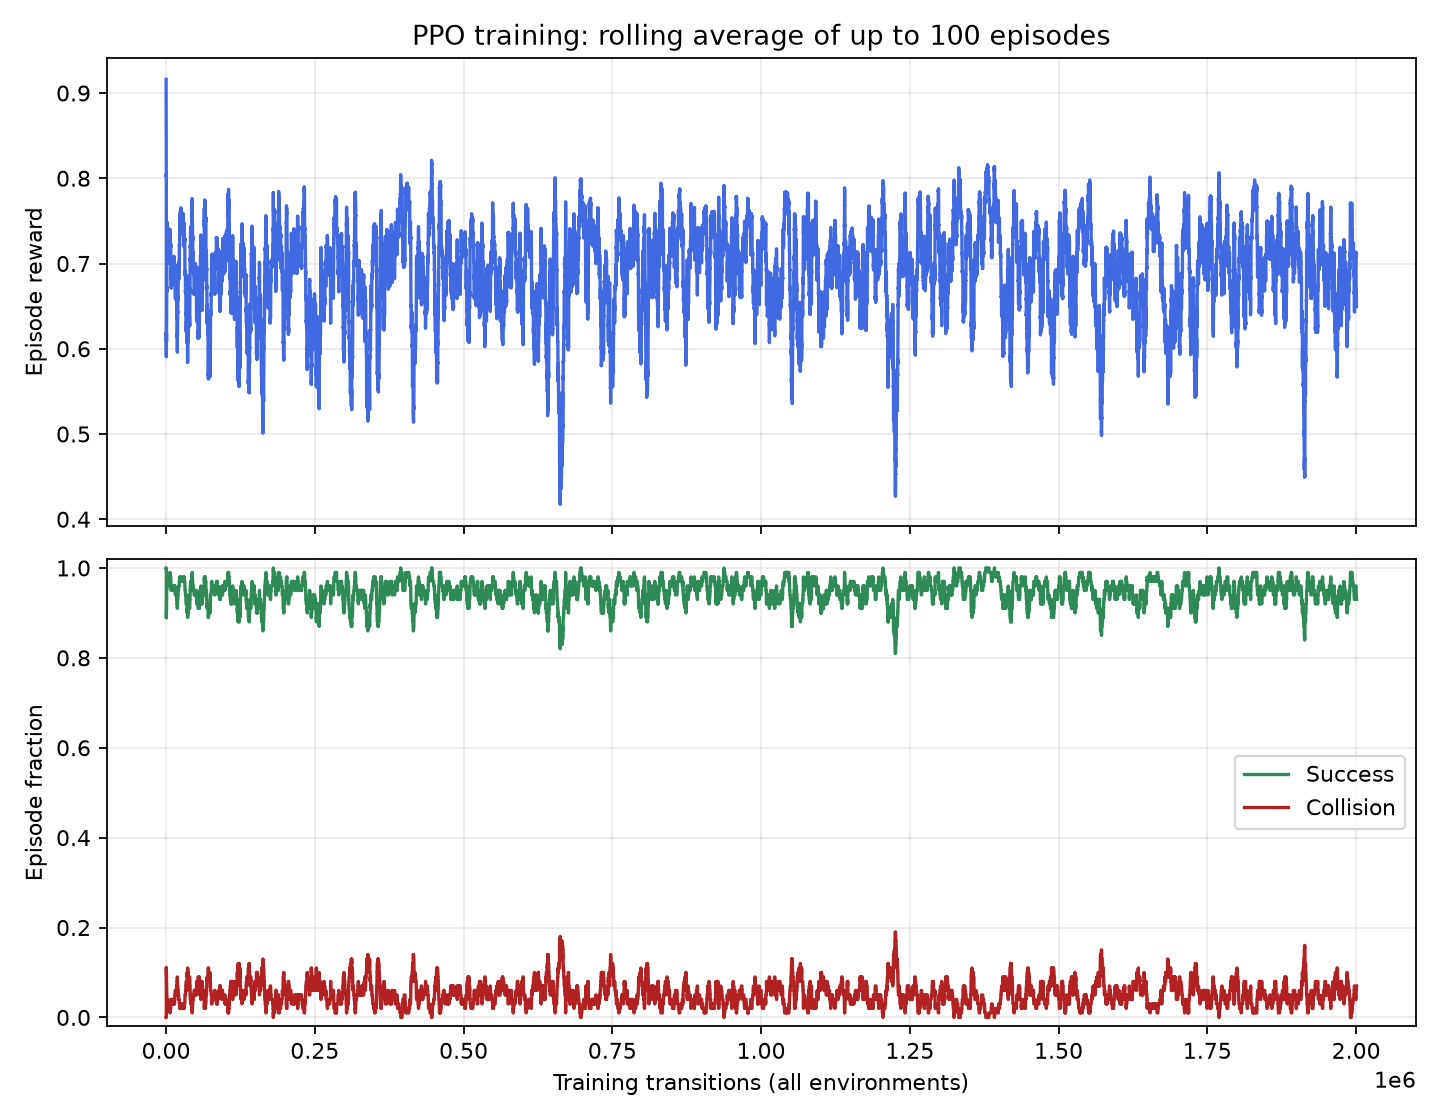 PPO training: rolling average of up to 100 episodes
Episode reward
0.9
0.8
0.7
0.6
0.5
0.4
Episode fraction
1.0
0.8
0.6
0.4
0.2
0.0
Success
Collision
0.00 0.25 0.50 0.75 1.00 1.25 1.50 1.75 2.00
1e6
Training transitions (all environments)